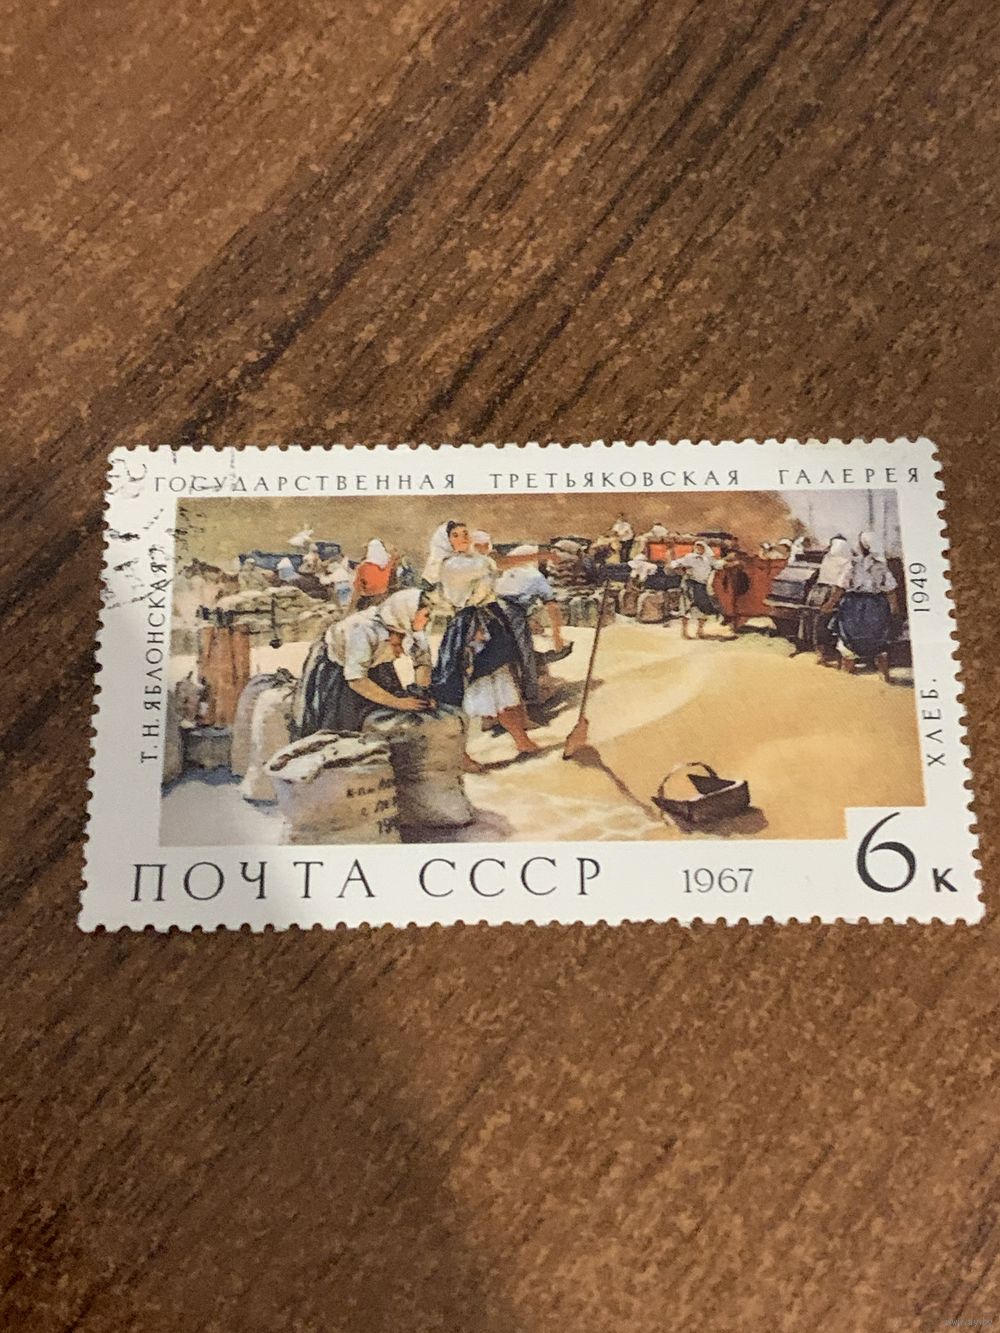 ГОСУДАРСТВЕННАЯ ТРЕТЬЯКОВСКАЯ ГАЛЕРЕЯ
Т.Н. ЯБЛОНСКАЯ
ХЛЕБ. 1949
ПОЧТА СССР 1967 6к